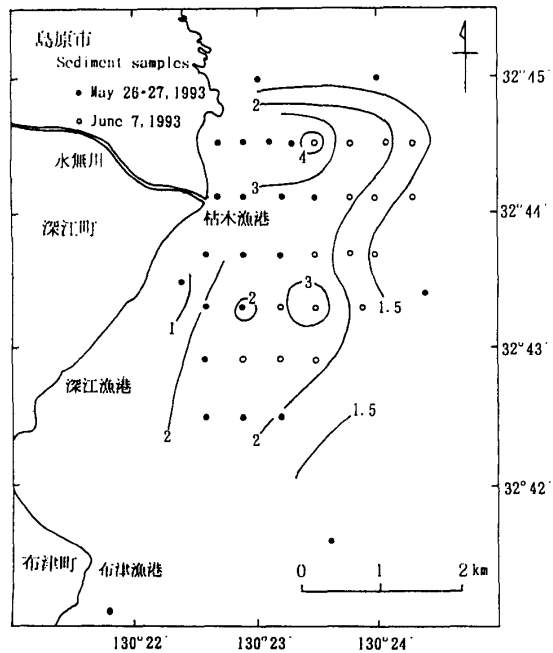 島原市
Sediment samples
• May 26·27, 1993
○ June 7, 1993
水無川
深江町
枯木漁港
深江漁港
布津町
布津漁港
2
4
3
3
2
1
1.5
2
2
1.5
32°45′
32°44′
32°43′
32°42′
0 1 2 km
130°22′ 130°23′ 130°24′